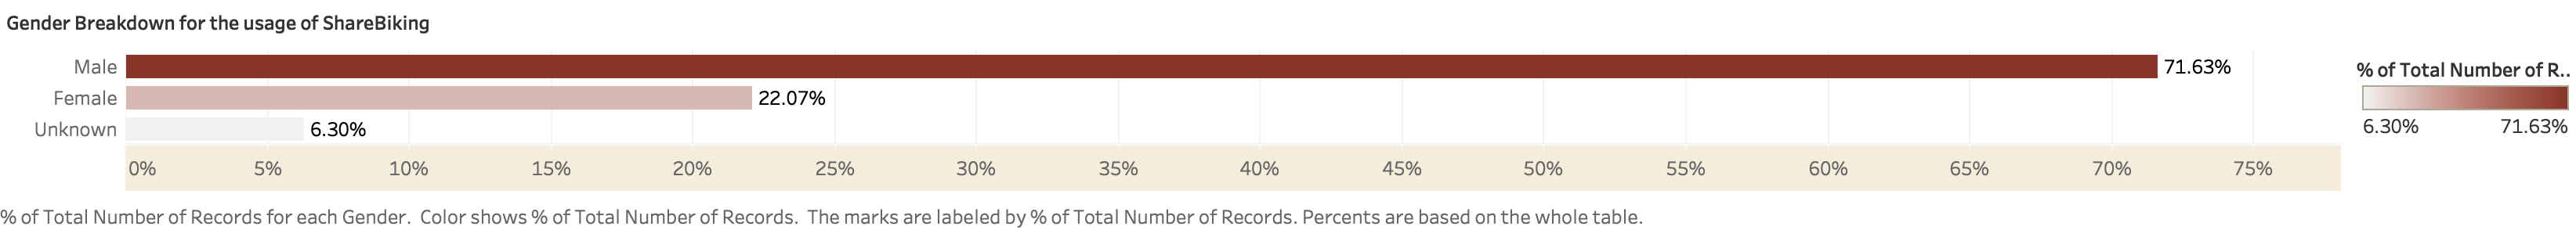 Gender Breakdown for the usage of ShareBiking
Male 71.63%
Female 22.07%
Unknown 6.30%
0% 5% 10% 15% 20% 25% 30% 35% 40% 45% 50% 55% 60% 65% 70% 75%
% of Total Number of R..
6.30% 71.63%
% of Total Number of Records for each Gender.  Color shows % of Total Number of Records.  The marks are labeled by % of Total Number of Records. Percents are based on the whole table.